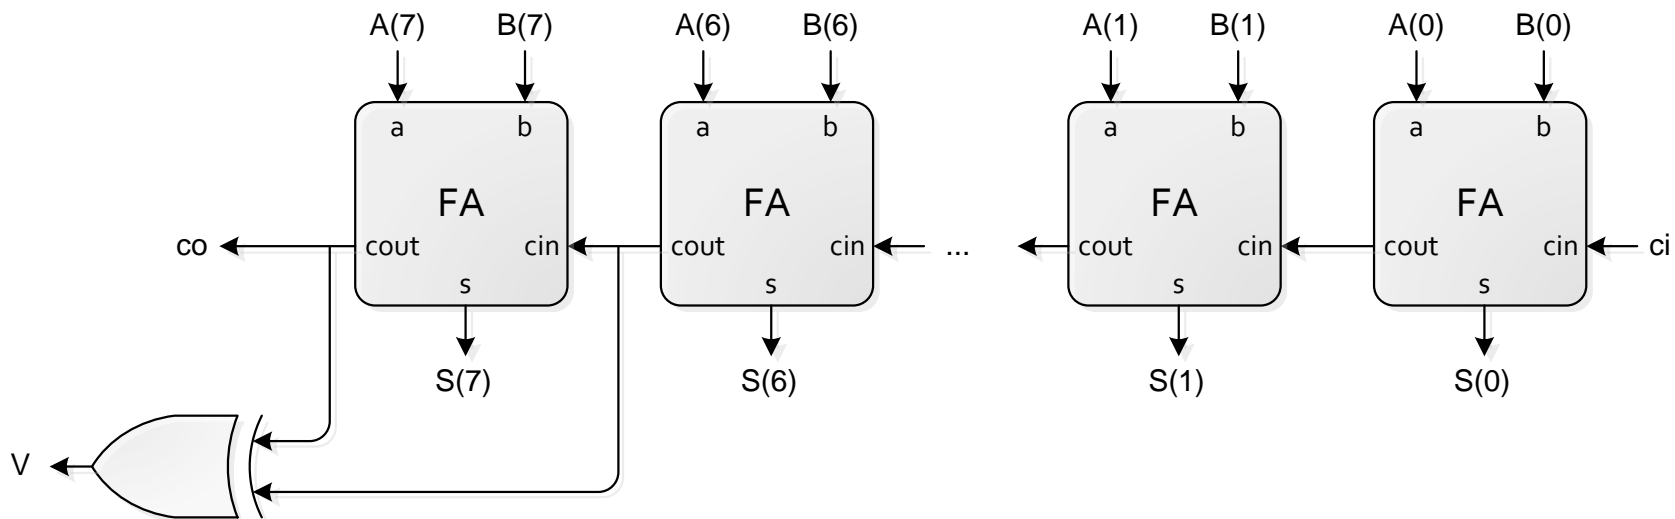 A(7) B(7) A(6) B(6) A(1) B(1) A(0) B(0)
a b a b a b a b
FA FA FA FA
co cout cin cout cin ... cout cin cout cin ci
s s s s
S(7) S(6) S(1) S(0)
V